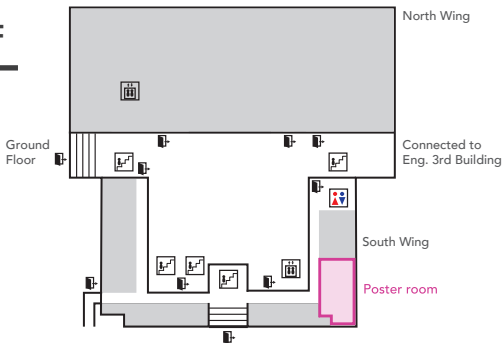 North Wing
Ground
Floor
Connected to
Eng. 3rd Building
South Wing
Poster room